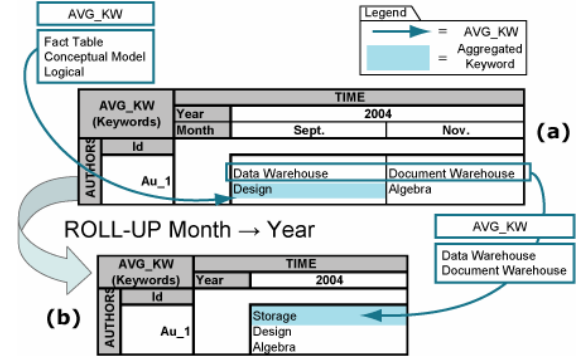 AVG_KW
Fact Table
Conceptual Model
Logical
Legend
= AVG_KW
= Aggregated
Keyword
AVG_KW
(Keywords)
TIME
Year 2004
Month Sept. Nov.
(a)
AUTHORS
Id
Au_1
Data Warehouse Document Warehouse
Design Algebra
ROLL-UP Month → Year
AVG_KW
Data Warehouse
Document Warehouse
AVG_KW
(Keywords)
TIME
Year 2004
(b)
AUTHORS
Id
Au_1
Storage
Design
Algebra